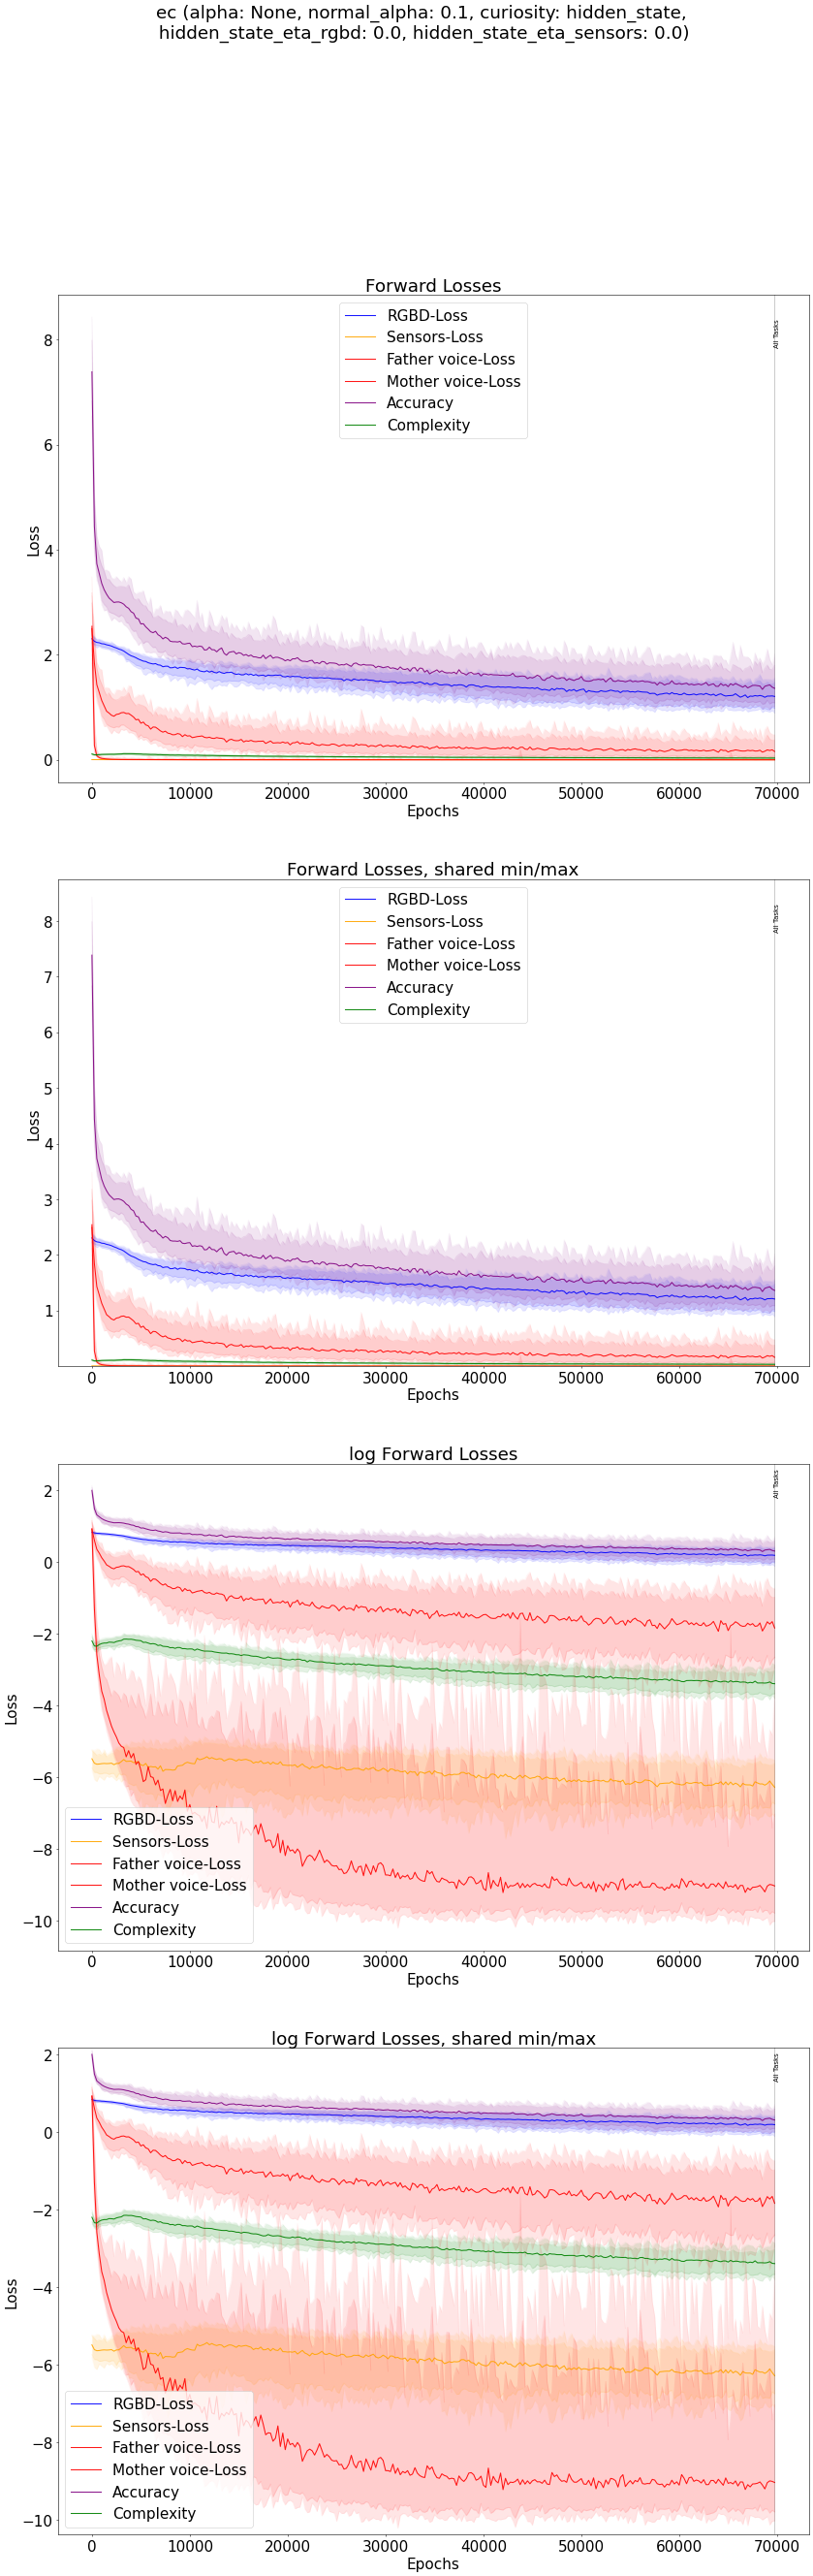 ec (alpha: None, normal_alpha: 0.1, curiosity: hidden_state,
hidden_state_eta_rgbd: 0.0, hidden_state_eta_sensors: 0.0)
Forward Losses
RGBD-Loss
Sensors-Loss
Father voice-Loss
Mother voice-Loss
Accuracy
Complexity
All Tasks
8
6
4
2
0
Loss
0 10000 20000 30000 40000 50000 60000 70000
Epochs
Forward Losses, shared min/max
RGBD-Loss
Sensors-Loss
Father voice-Loss
Mother voice-Loss
Accuracy
Complexity
All Tasks
8
7
6
5
4
3
2
1
Loss
0 10000 20000 30000 40000 50000 60000 70000
Epochs
log Forward Losses
All Tasks
2
0
−2
−4
−6
−8
−10
Loss
RGBD-Loss
Sensors-Loss
Father voice-Loss
Mother voice-Loss
Accuracy
Complexity
0 10000 20000 30000 40000 50000 60000 70000
Epochs
log Forward Losses, shared min/max
All Tasks
2
0
−2
−4
−6
−8
−10
Loss
RGBD-Loss
Sensors-Loss
Father voice-Loss
Mother voice-Loss
Accuracy
Complexity
0 10000 20000 30000 40000 50000 60000 70000
Epochs